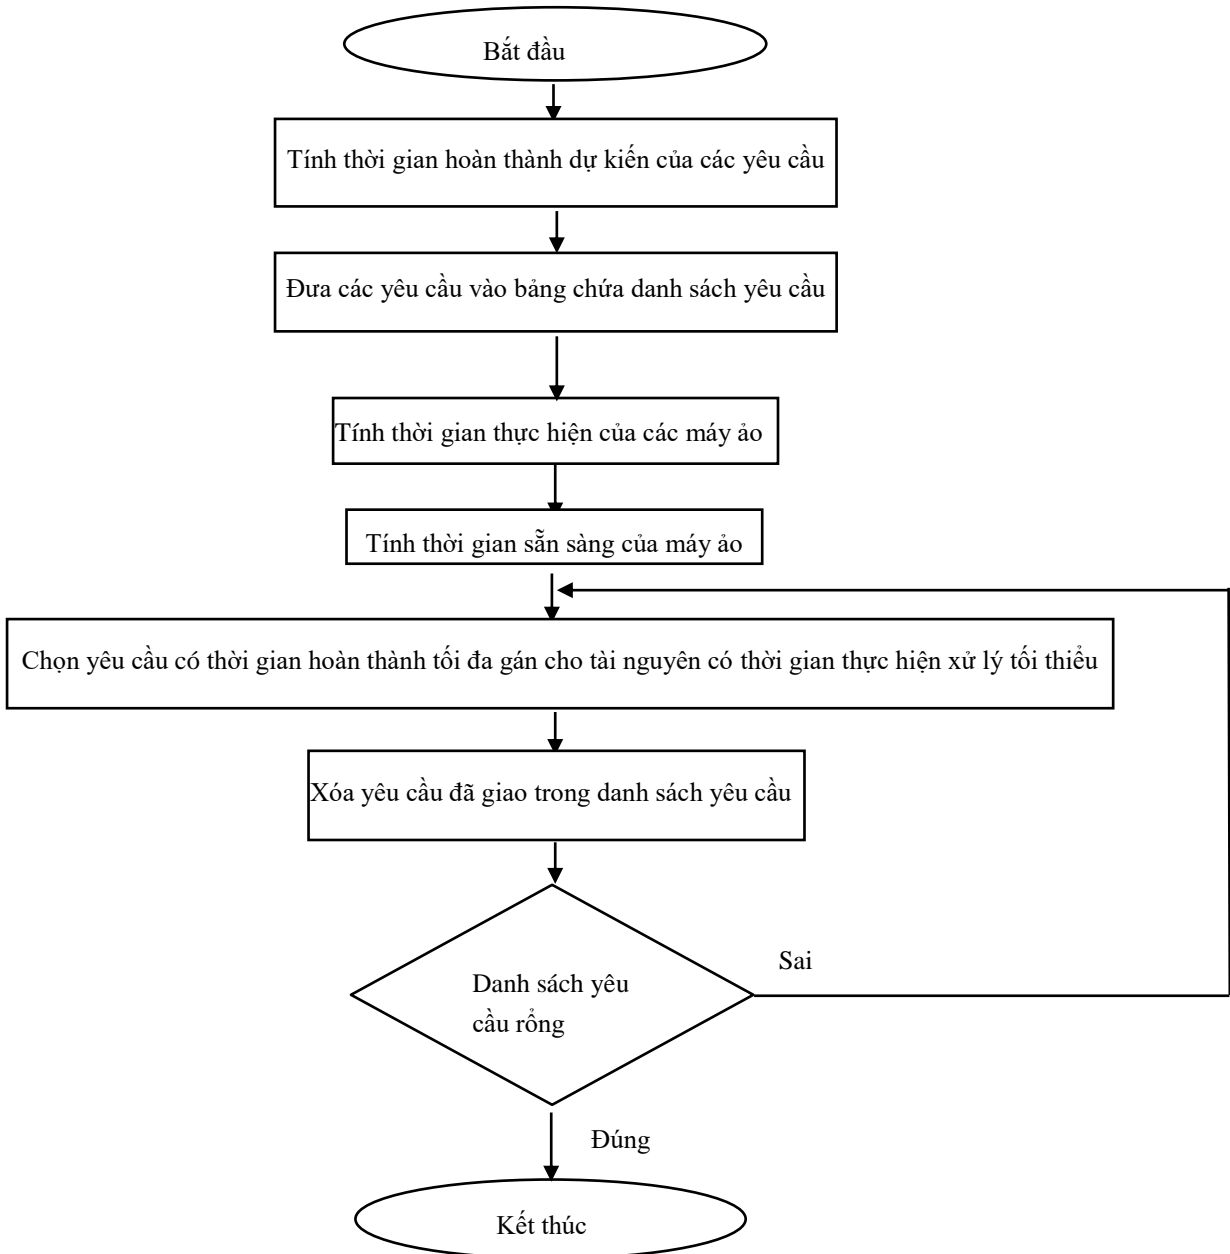 Bắt đầu
Tính thời gian hoàn thành dự kiến của các yêu cầu
Đưa các yêu cầu vào bảng chứa danh sách yêu cầu
Tính thời gian thực hiện của các máy ảo
Tính thời gian sẵn sàng của máy ảo
Chọn yêu cầu có thời gian hoàn thành tối đa gán cho tài nguyên có thời gian thực hiện xử lý tối thiểu
Xóa yêu cầu đã giao trong danh sách yêu cầu
Sai
Danh sách yêu
cầu rổng
Đúng
Kết thúc